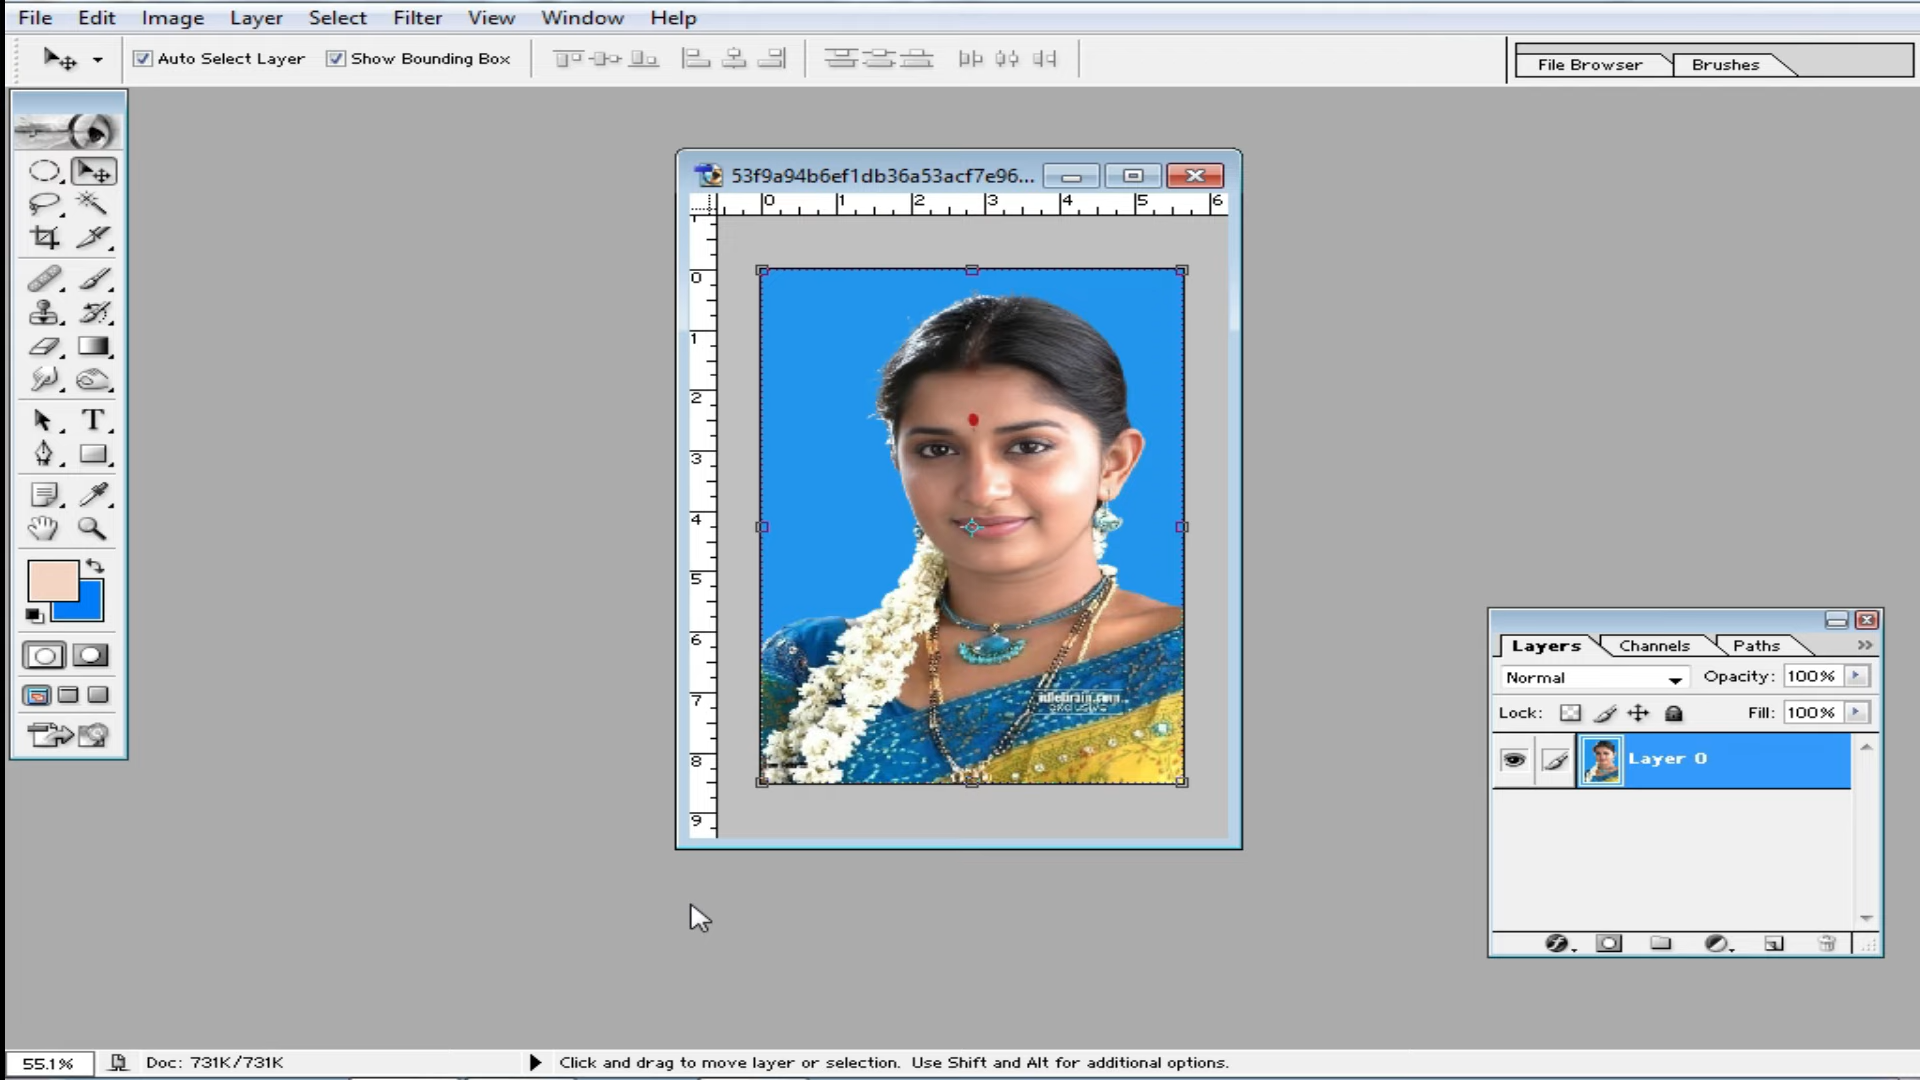 File Edit Image Layer Select Filter View Window Help
Auto Select Layer Show Bounding Box
File Browser Brushes
53f9a94b6ef1db36a53acf7e96...
0 1 2 3 4 5 6
0
1
2
3
4
5
6
7
8
9
T
idlebrain.com
exclusive
Layers Channels Paths
Normal Opacity: 100%
Lock: Fill: 100%
Layer 0
55.1% Doc: 731K/731K Click and drag to move layer or selection. Use Shift and Alt for additional options.